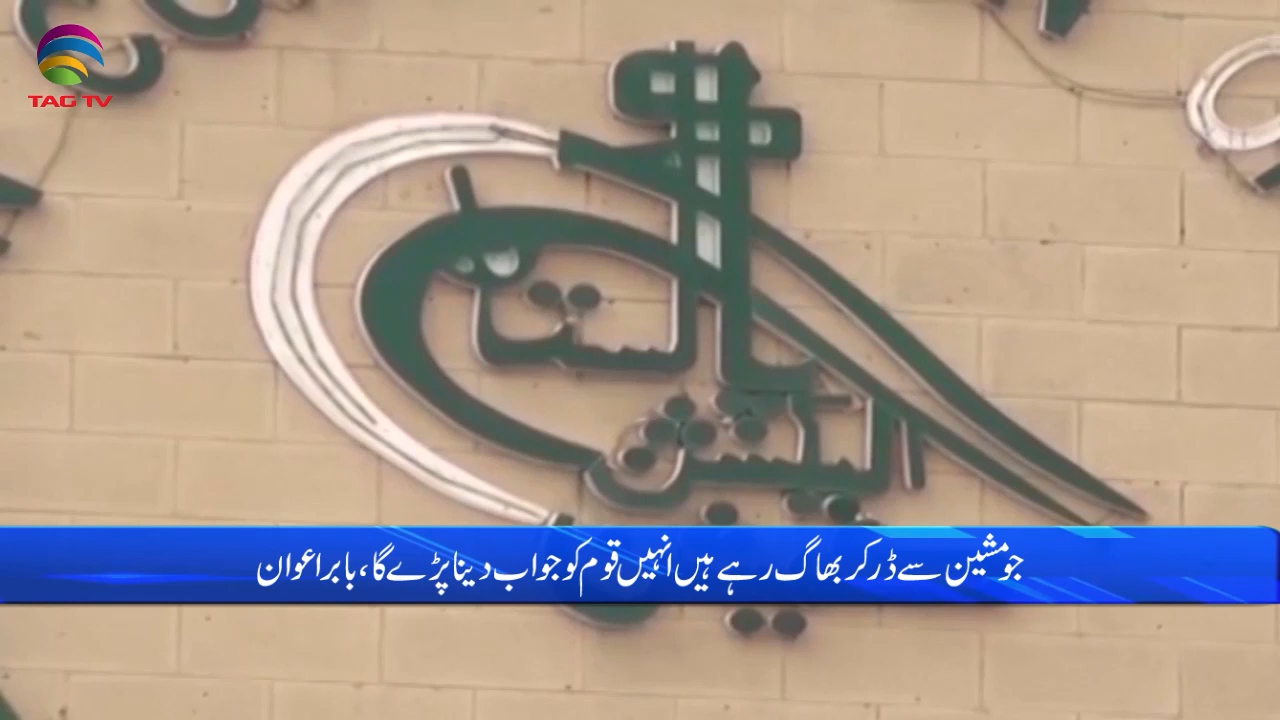 TAG TV
الیکشن
جو مشین سے ڈر کر بھاگ رہے ہیں انہیں قوم کو جواب دینا پڑے گا، بابر اعوان